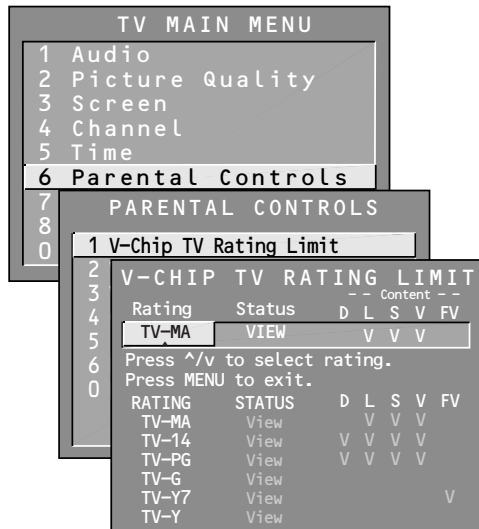 TV MAIN MENU
1 Audio
2 Picture Quality
3 Screen
4 Channel
5 Time
6 Parental Controls
7
8
0
PARENTAL CONTROLS
1 V-Chip TV Rating Limit
2
3
4
5
6
0
V-CHIP TV RATING LIMIT
-- Content --
Rating Status D L S V FV
TV-MA VIEW V V V
Press ^/v to select rating.
Press MENU to exit.
RATING STATUS D L S V FV
TV-MA View V V V
TV-14 View V V V V
TV-PG View V V V V
TV-G View
TV-Y7 View V
TV-Y View